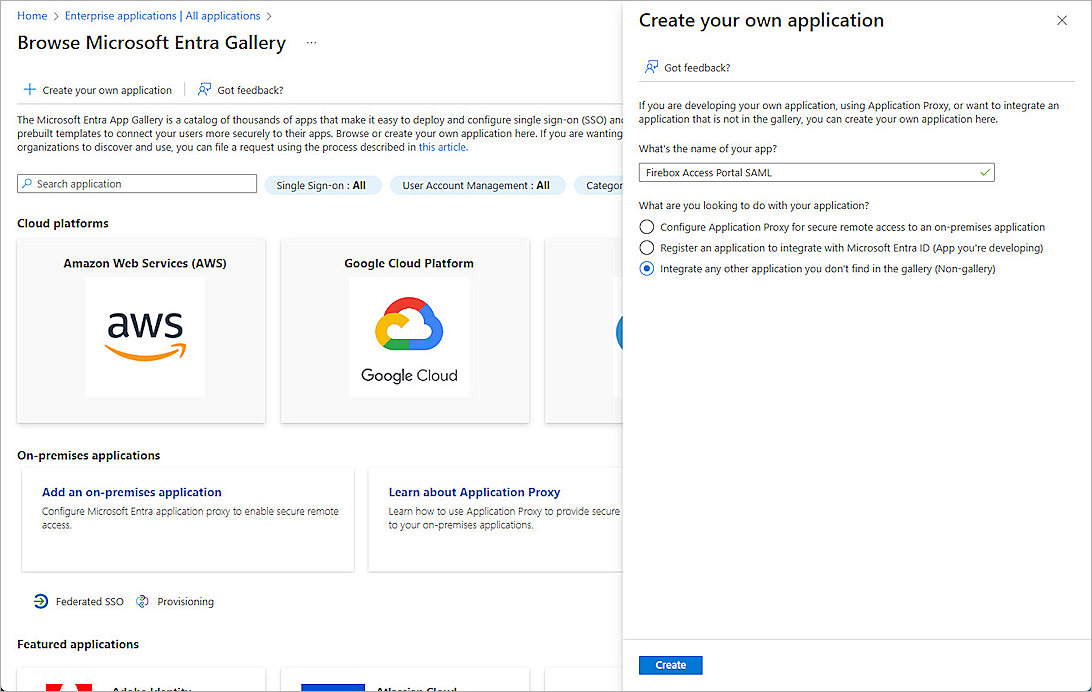 Home > Enterprise applications | All applications >
Browse Microsoft Entra Gallery ...
+ Create your own application | Got feedback?
The Microsoft Entra App Gallery is a catalog of thousands of apps that make it easy to deploy and configure single sign-on (SSO) and
prebuilt templates to connect your users more securely to their apps. Browse or create your own application here. If you are wanting
organizations to discover and use, you can file a request using the process described in this article.
Search application
Single Sign-on : All
User Account Management : All
Categor
Cloud platforms
Amazon Web Services (AWS)
aws
Google Cloud Platform
Google Cloud
On-premises applications
Add an on-premises application
Configure Microsoft Entra application proxy to enable secure remote
access.
Learn about Application Proxy
Learn how to use Application Proxy to provide secure
to your on-premises applications.
Federated SSO
Provisioning
Featured applications
Adobe Identity
Atlassian Cloud
Create your own application
Got feedback?
If you are developing your own application, using Application Proxy, or want to integrate an
application that is not in the gallery, you can create your own application here.
What's the name of your app?
Firebox Access Portal SAML
What are you looking to do with your application?
Configure Application Proxy for secure remote access to an on-premises application
Register an application to integrate with Microsoft Entra ID (App you're developing)
Integrate any other application you don't find in the gallery (Non-gallery)
Create